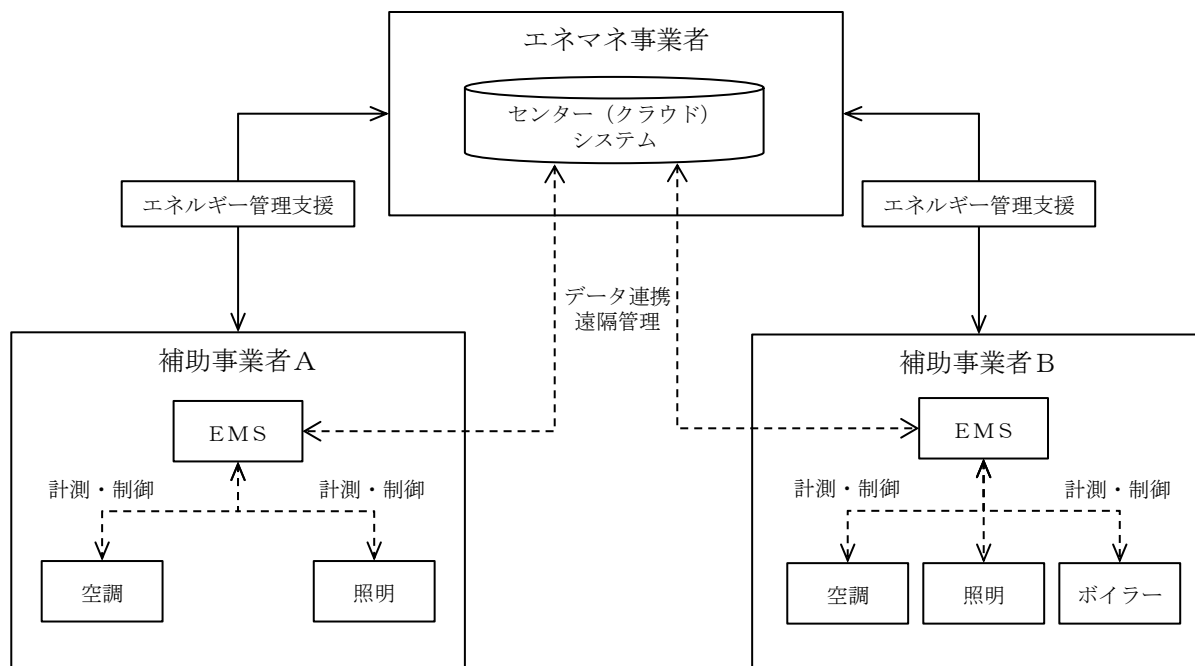 エネマネ事業者
センター（クラウド）
システム
エネルギー管理支援
エネルギー管理支援
データ連携
遠隔管理
補助事業者Ａ
ＥＭＳ
計測・制御
計測・制御
空調
照明
補助事業者Ｂ
ＥＭＳ
計測・制御
計測・制御
空調
照明
ボイラー